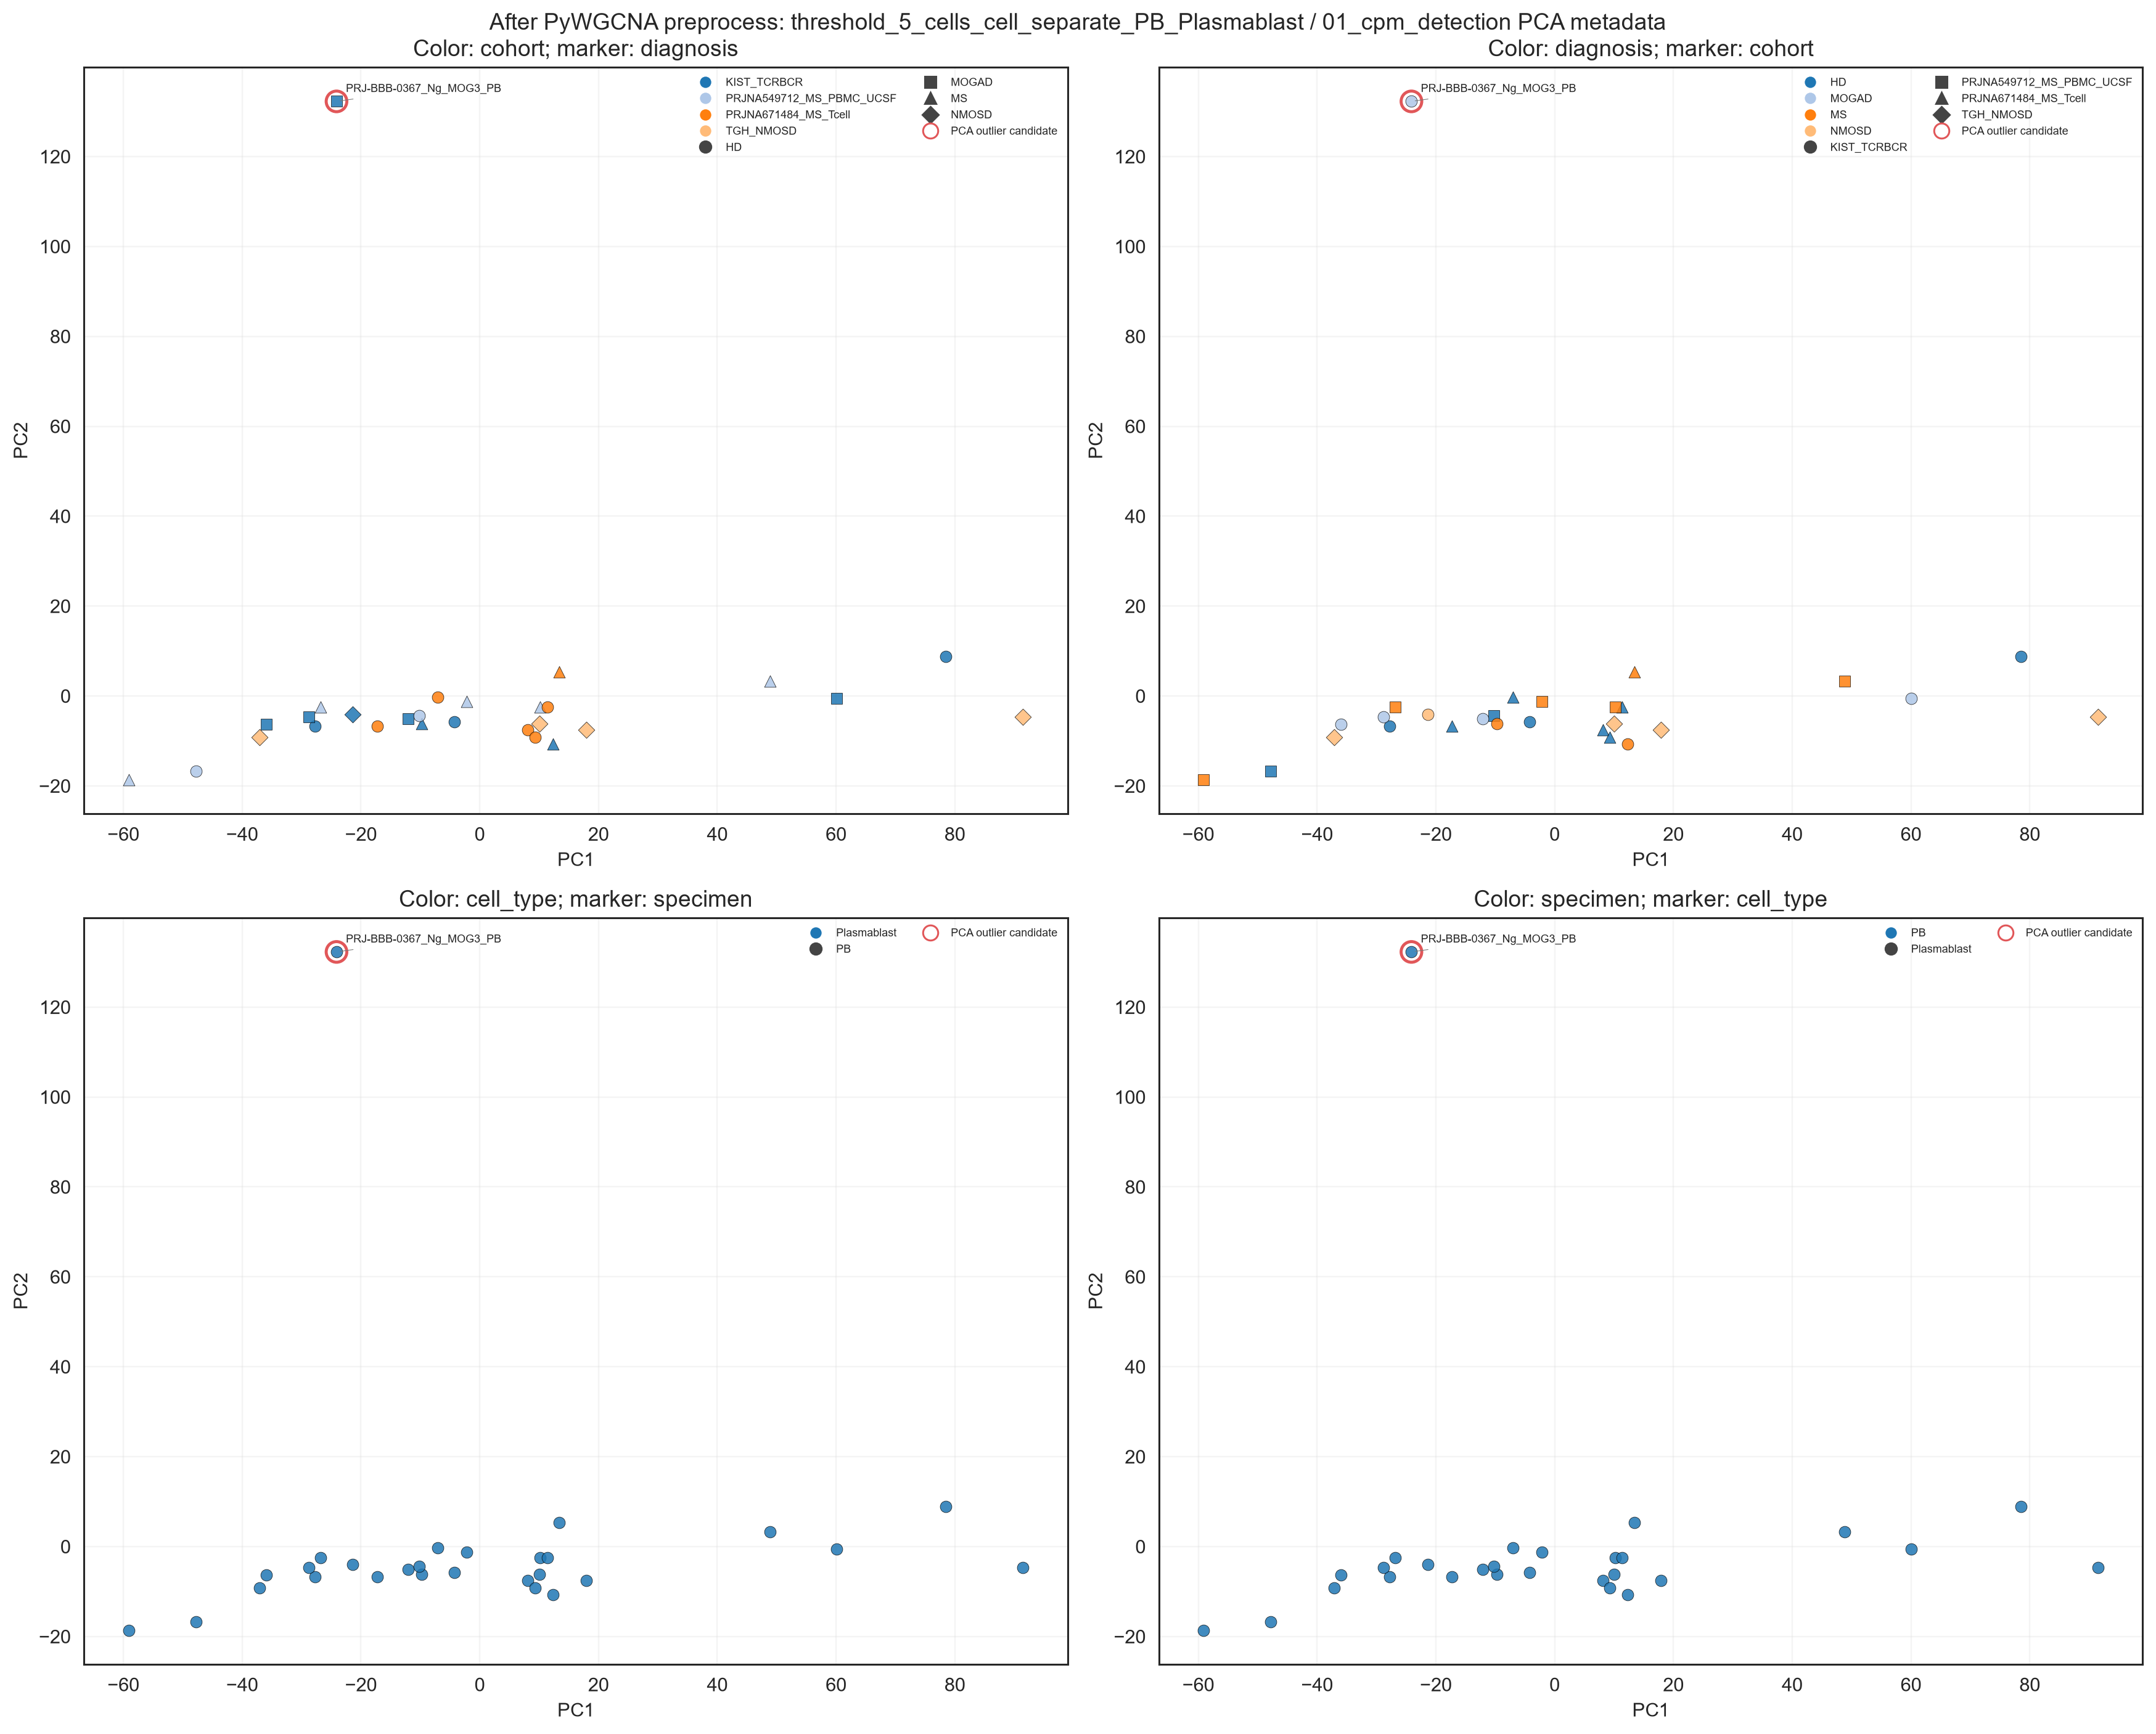 After PyWGCNA preprocess: threshold_5_cells_cell_separate_PB_Plasmablast / 01_cpm_detection PCA metadata
Color: cohort; marker: diagnosis
PRJ-BBB-0367_Ng_MOG3_PB
KIST_TCRBCR
PRJNA549712_MS_PBMC_UCSF
PRJNA671484_MS_Tcell
TGH_NMOSD
HD
MOGAD
MS
NMOSD
PCA outlier candidate
120
100
80
60
40
20
0
−20
PC2
−60
−40
−20
0
20
40
60
80
PC1
Color: diagnosis; marker: cohort
PRJ-BBB-0367_Ng_MOG3_PB
HD
MOGAD
MS
NMOSD
KIST_TCRBCR
PRJNA549712_MS_PBMC_UCSF
PRJNA671484_MS_Tcell
TGH_NMOSD
PCA outlier candidate
120
100
80
60
40
20
0
−20
PC2
−60
−40
−20
0
20
40
60
80
PC1
Color: cell_type; marker: specimen
PRJ-BBB-0367_Ng_MOG3_PB
Plasmablast
PB
PCA outlier candidate
120
100
80
60
40
20
0
−20
PC2
−60
−40
−20
0
20
40
60
80
PC1
Color: specimen; marker: cell_type
PRJ-BBB-0367_Ng_MOG3_PB
PB
Plasmablast
PCA outlier candidate
120
100
80
60
40
20
0
−20
PC2
−60
−40
−20
0
20
40
60
80
PC1